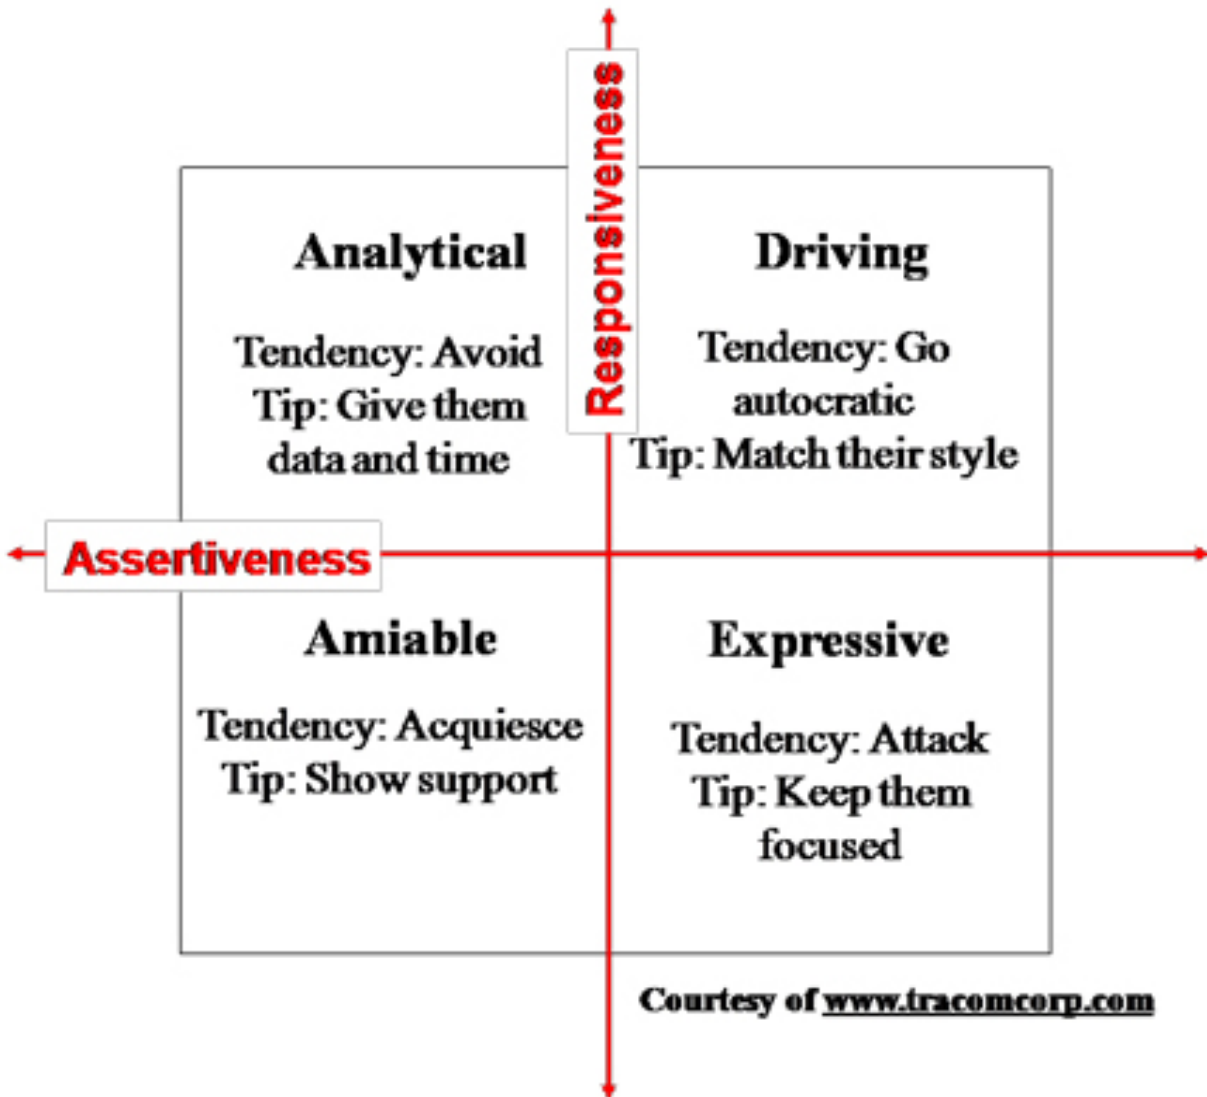 Responsiveness
Analytical
Tendency: Avoid
Tip: Give them
data and time
Driving
Tendency: Go
autocratic
Tip: Match their style
Assertiveness
Amiable
Tendency: Acquiesce
Tip: Show support
Expressive
Tendency: Attack
Tip: Keep them
focused
Courtesy of www.tracomcorp.com